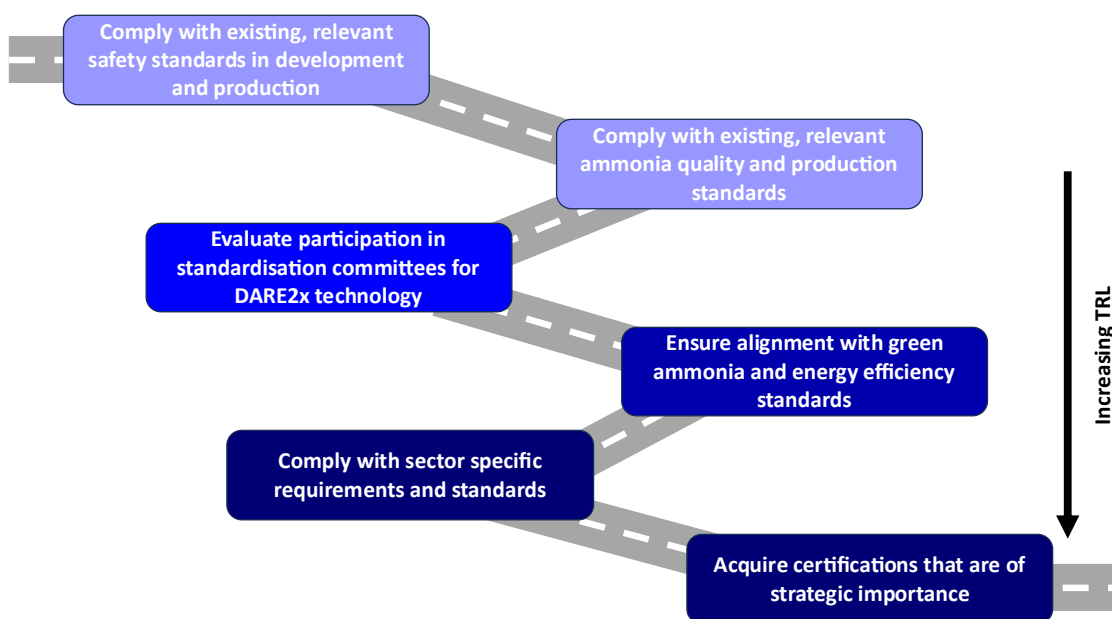 Comply with existing, relevant
safety standards in development
and production
Comply with existing, relevant
ammonia quality and production
standards
Evaluate participation in
standardisation committees for
DARE2x technology
Ensure alignment with green
ammonia and energy efficiency
standards
Comply with sector specific
requirements and standards
Acquire certifications that are of
strategic importance
Increasing TRL